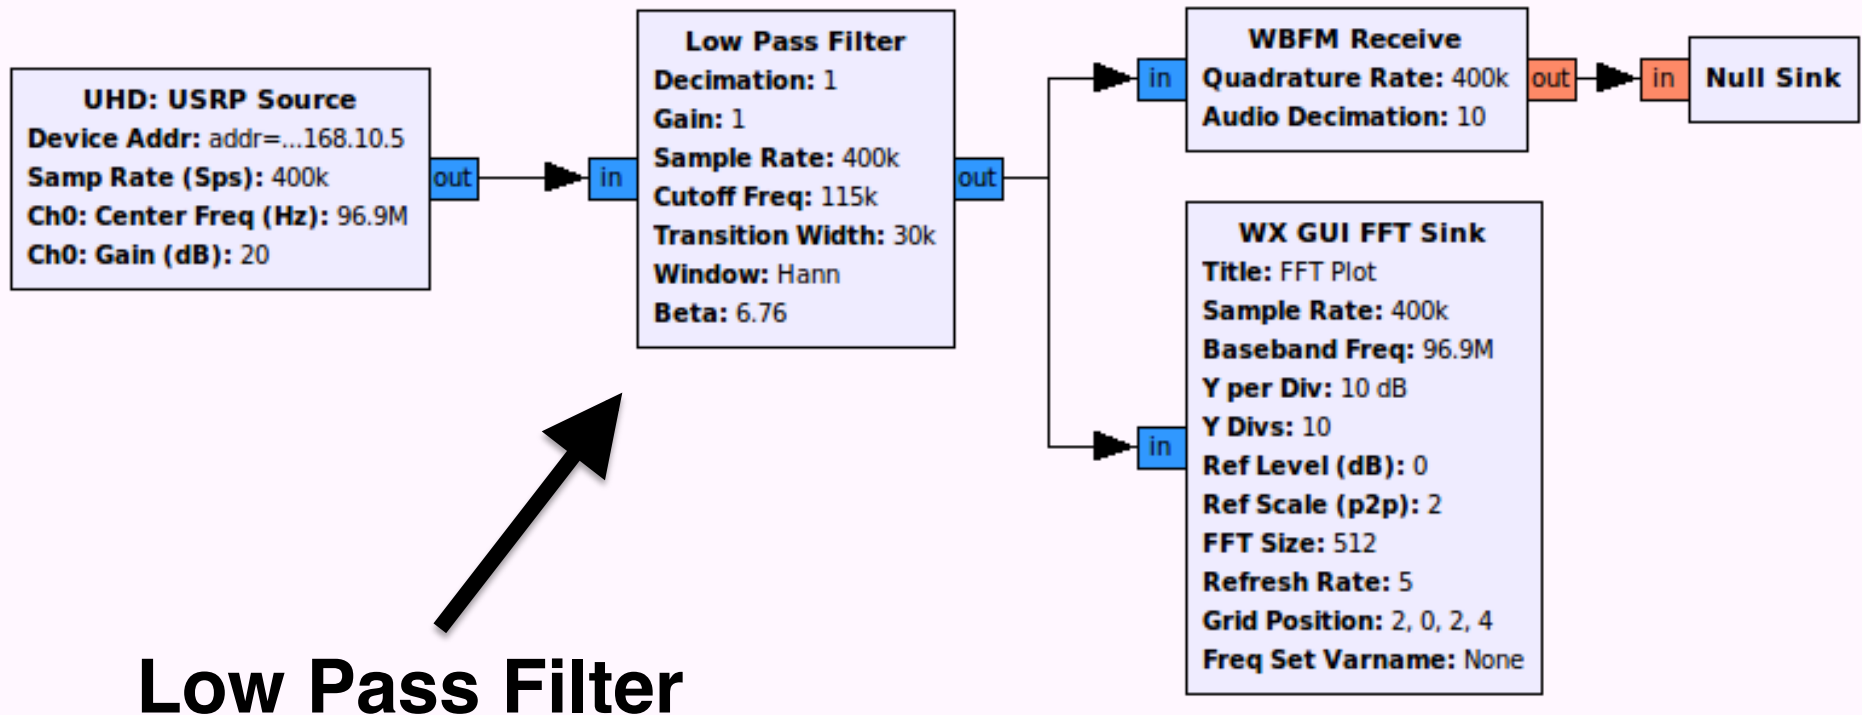 UHD: USRP Source
Device Addr: addr=...168.10.5
Samp Rate (Sps): 400k
Ch0: Center Freq (Hz): 96.9M
Ch0: Gain (dB): 20
out
in
Low Pass Filter
Decimation: 1
Gain: 1
Sample Rate: 400k
Cutoff Freq: 115k
Transition Width: 30k
Window: Hann
Beta: 6.76
out
in
WBFM Receive
Quadrature Rate: 400k
Audio Decimation: 10
out
in
Null Sink
in
WX GUI FFT Sink
Title: FFT Plot
Sample Rate: 400k
Baseband Freq: 96.9M
Y per Div: 10 dB
Y Divs: 10
Ref Level (dB): 0
Ref Scale (p2p): 2
FFT Size: 512
Refresh Rate: 5
Grid Position: 2, 0, 2, 4
Freq Set Varname: None
Low Pass Filter